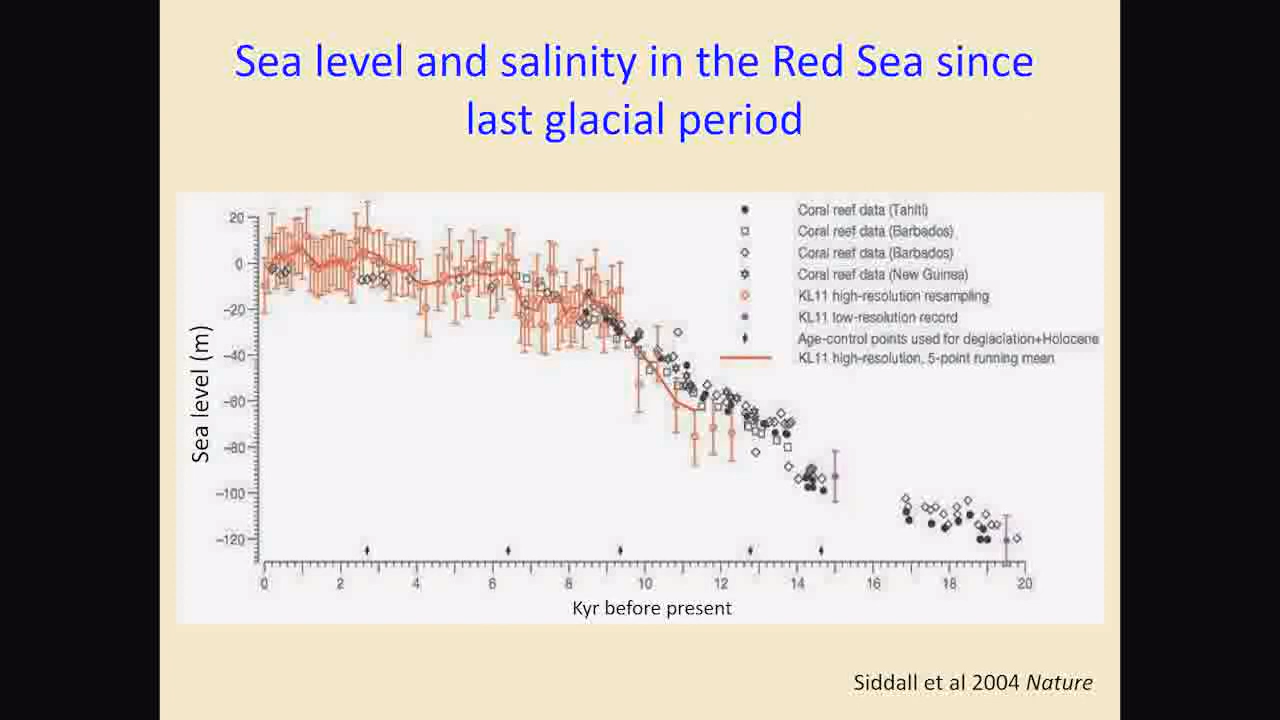 Sea level and salinity in the Red Sea since
last glacial period
Coral reef data (Tahiti)
Coral reef data (Barbados)
Coral reef data (Barbados)
Coral reef data (New Guinea)
KL11 high-resolution resampling
KL11 low-resolution record
Age-control points used for deglaciation+Holocene
KL11 high-resolution, 5-point running mean
Sea level (m)
20
0
−20
−40
−60
−80
−100
−120
0 2 4 6 8 10 12 14 16 18 20
Kyr before present
Siddall et al 2004 Nature